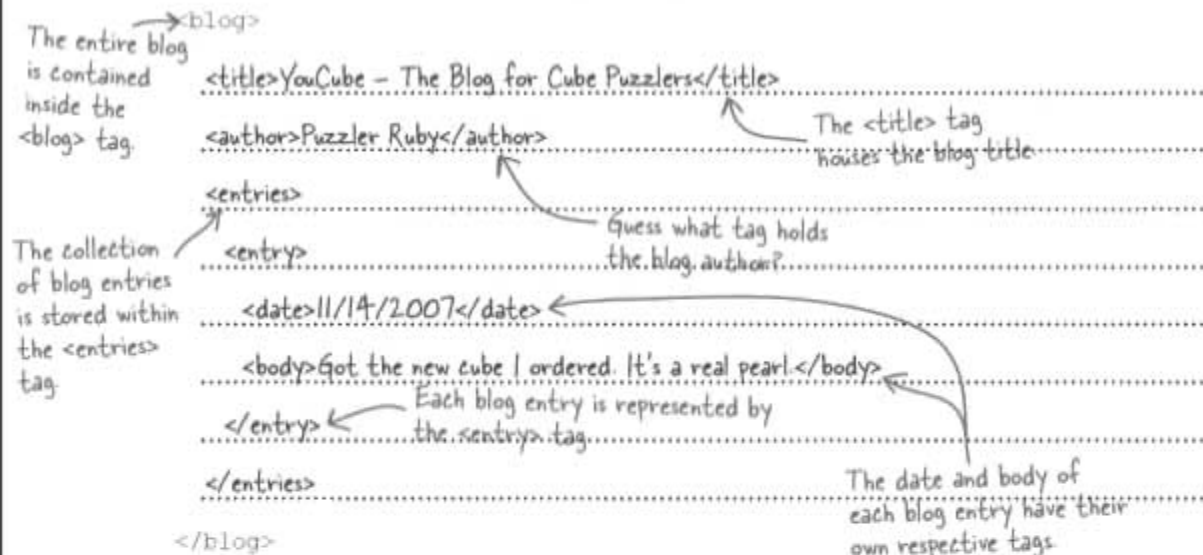 <blog>
The entire blog
is contained
inside the
<blog> tag.
<title>YouCube – The Blog for Cube Puzzlers</title>
The <title> tag
houses the blog title.
<author>Puzzler Ruby</author>
Guess what tag holds
the blog author?
<entries>
The collection
of blog entries
is stored within
the <entries>
tag.
<entry>
<date>11/14/2007</date>
<body>Got the new cube I ordered. It's a real pearl.</body>
The date and body of
each blog entry have their
own respective tags.
</entry>
Each blog entry is represented by
the <entry> tag.
</entries>
</blog>